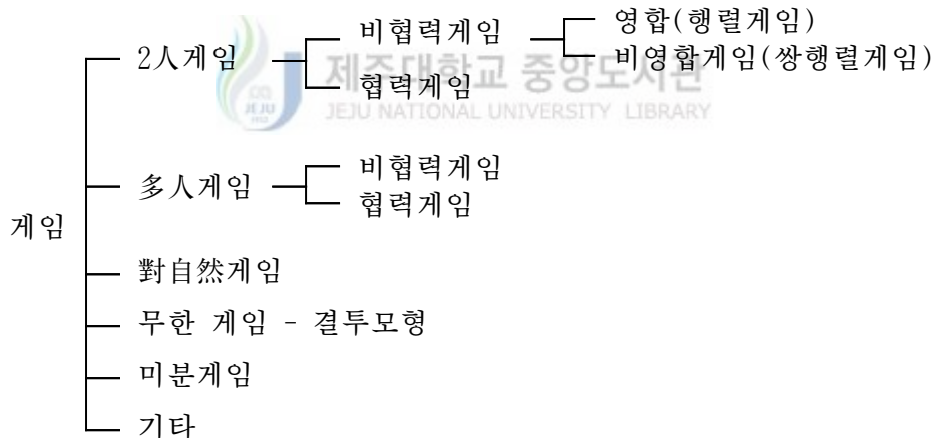 영합(행렬게임)
비협력게임
2人게임
비영합게임(쌍행렬게임)
제주대학교 중앙도서관
협력게임
JEJU NATIONAL UNIVERSITY LIBRARY
JEJU
1952
비협력게임
多人게임
협력게임
게임
對自然게임
무한 게임 - 결투모형
미분게임
기타